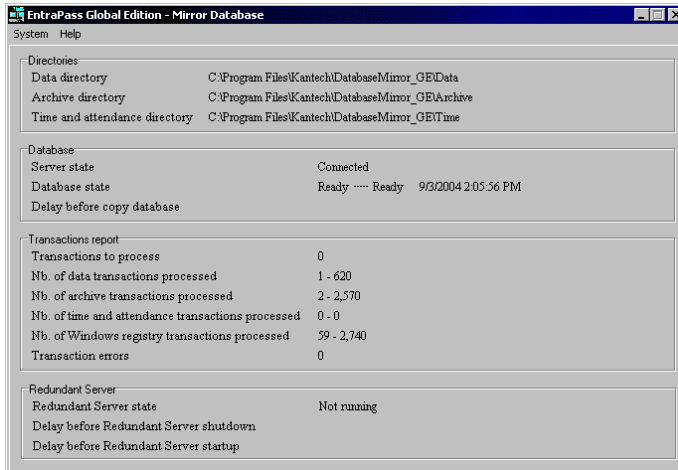 EntraPass Global Edition - Mirror Database
System Help
Directories
Data directory C:\Program Files\Kantech\DatabaseMirror_GE\Data
Archive directory C:\Program Files\Kantech\DatabaseMirror_GE\Archive
Time and attendance directory C:\Program Files\Kantech\DatabaseMirror_GE\Time
Database
Server state Connected
Database state Ready ····· Ready 9/3/2004 2:05:56 PM
Delay before copy database
Transactions report
Transactions to process 0
Nb. of data transactions processed 1 - 620
Nb. of archive transactions processed 2 - 2,570
Nb. of time and attendance transactions processed 0 - 0
Nb. of Windows registry transactions processed 59 - 2,740
Transaction errors 0
Redundant Server
Redundant Server state Not running
Delay before Redundant Server shutdown
Delay before Redundant Server startup